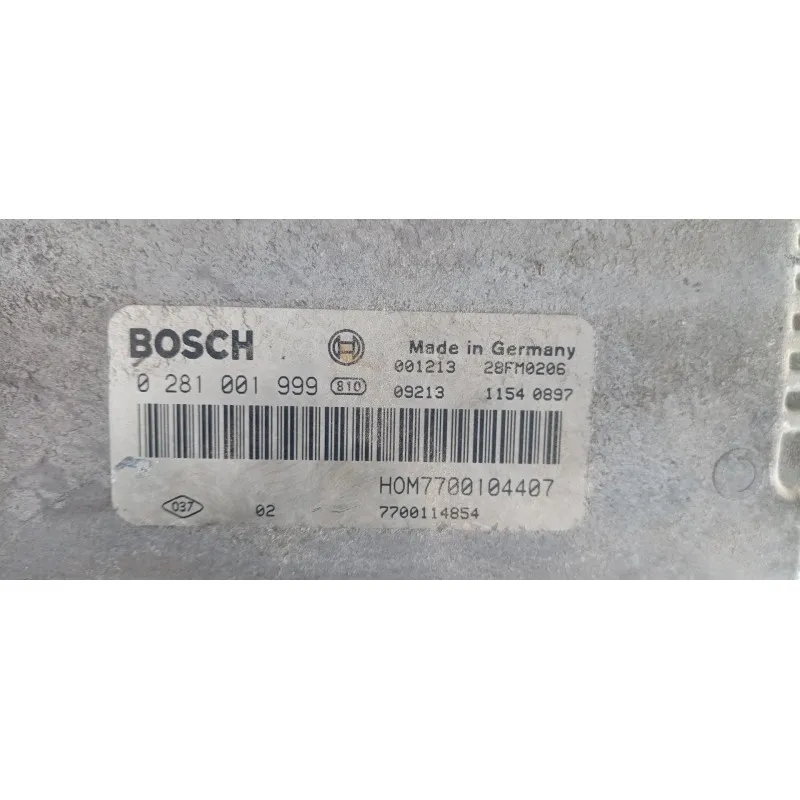 BOSCH Made in Germany
001213 28FM0206
0 281 001 999 810 09213 1154 0897
HOM7700104407
037 02 7700114854